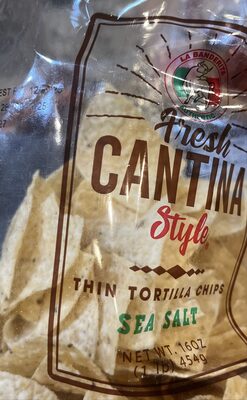 LA BANDERITA
Fresh
CANTINA
Style
THIN TORTILLA CHIPS
SEA SALT
NET WT. 16OZ
(1 LB) 454g